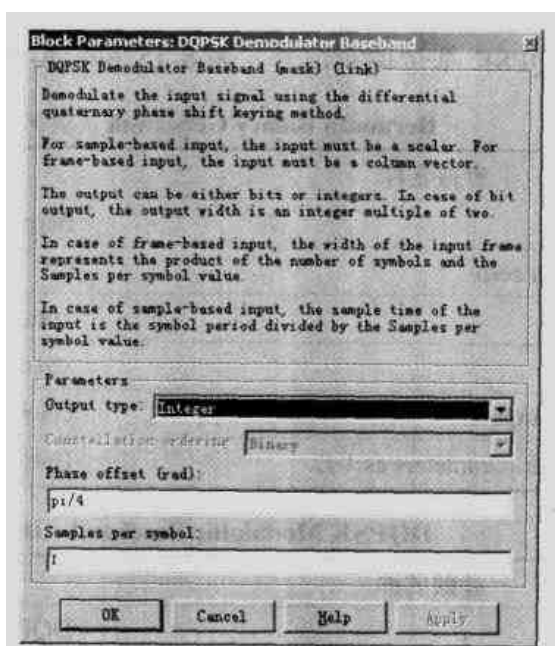 Block Parameters: DQPSK Demodulator Baseband
DQPSK Demodulator Baseband (mask) (link)
Demodulate the input signal using the differential
quaternary phase shift keying method.
For sample-based input, the input must be a scalar. For
frame-based input, the input must be a column vector.
The output can be either bits or integers. In case of bit
output, the output width is an integer multiple of two.
In case of frame-based input, the width of the input frame
represents the product of the number of symbols and the
Samples per symbol value.
In case of sample-based input, the sample time of the
input is the symbol period divided by the Samples per
symbol value.
Parameters
Output type: Integer
Constellation ordering: Binary
Phase offset (rad):
pi/4
Samples per symbol:
1
OK Cancel Help Apply